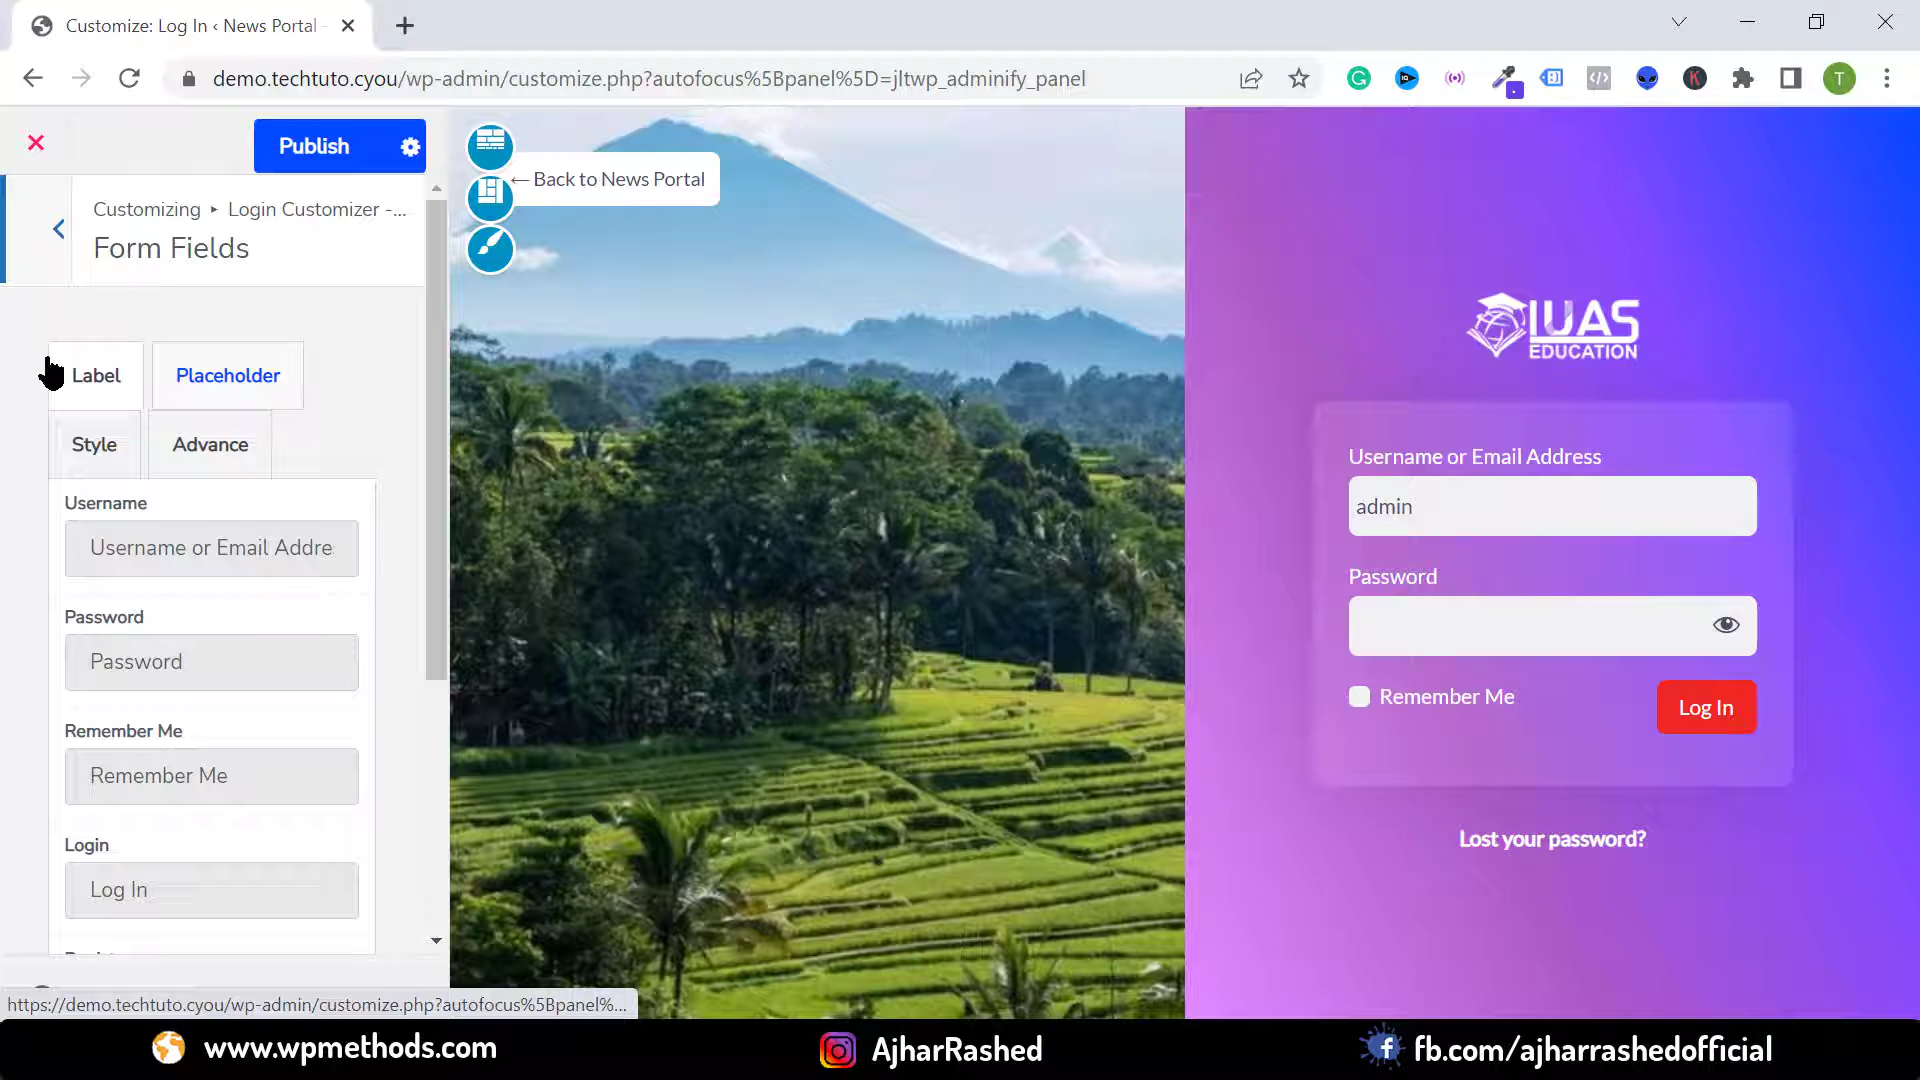 Customize: Log In ‹ News Portal -
demo.techtuto.cyou/wp-admin/customize.php?autofocus%5Bpanel%5D=jltwp_adminify_panel
T
Publish
Customizing ▸ Login Customizer -...
Form Fields
Label
Placeholder
Style
Advance
Username
Username or Email Addre
Password
Password
Remember Me
Remember Me
Login
Log In
https://demo.techtuto.cyou/wp-admin/customize.php?autofocus%5Bpanel%...
← Back to News Portal
IUAS
EDUCATION
Username or Email Address
admin
Password
Remember Me
Log In
Lost your password?
www.wpmethods.com
AjharRashed
fb.com/ajharrashedofficial